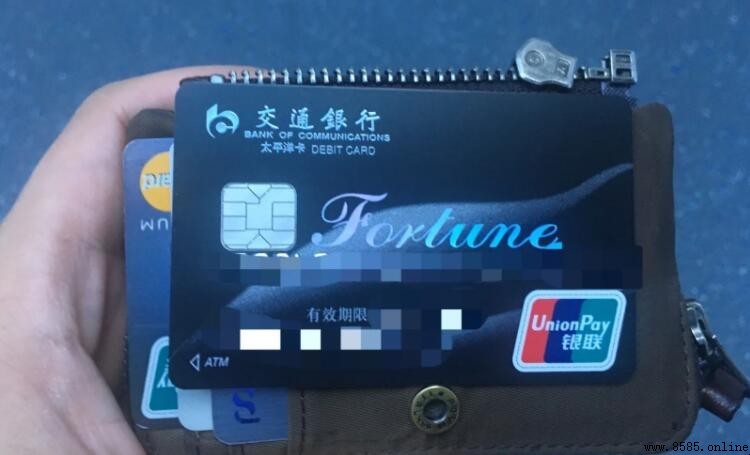 交通銀行
BANK OF COMMUNICATIONS
太平洋卡 DEBIT CARD
Fortune
有效期限
UnionPay
银联
ATM
www.8585.online